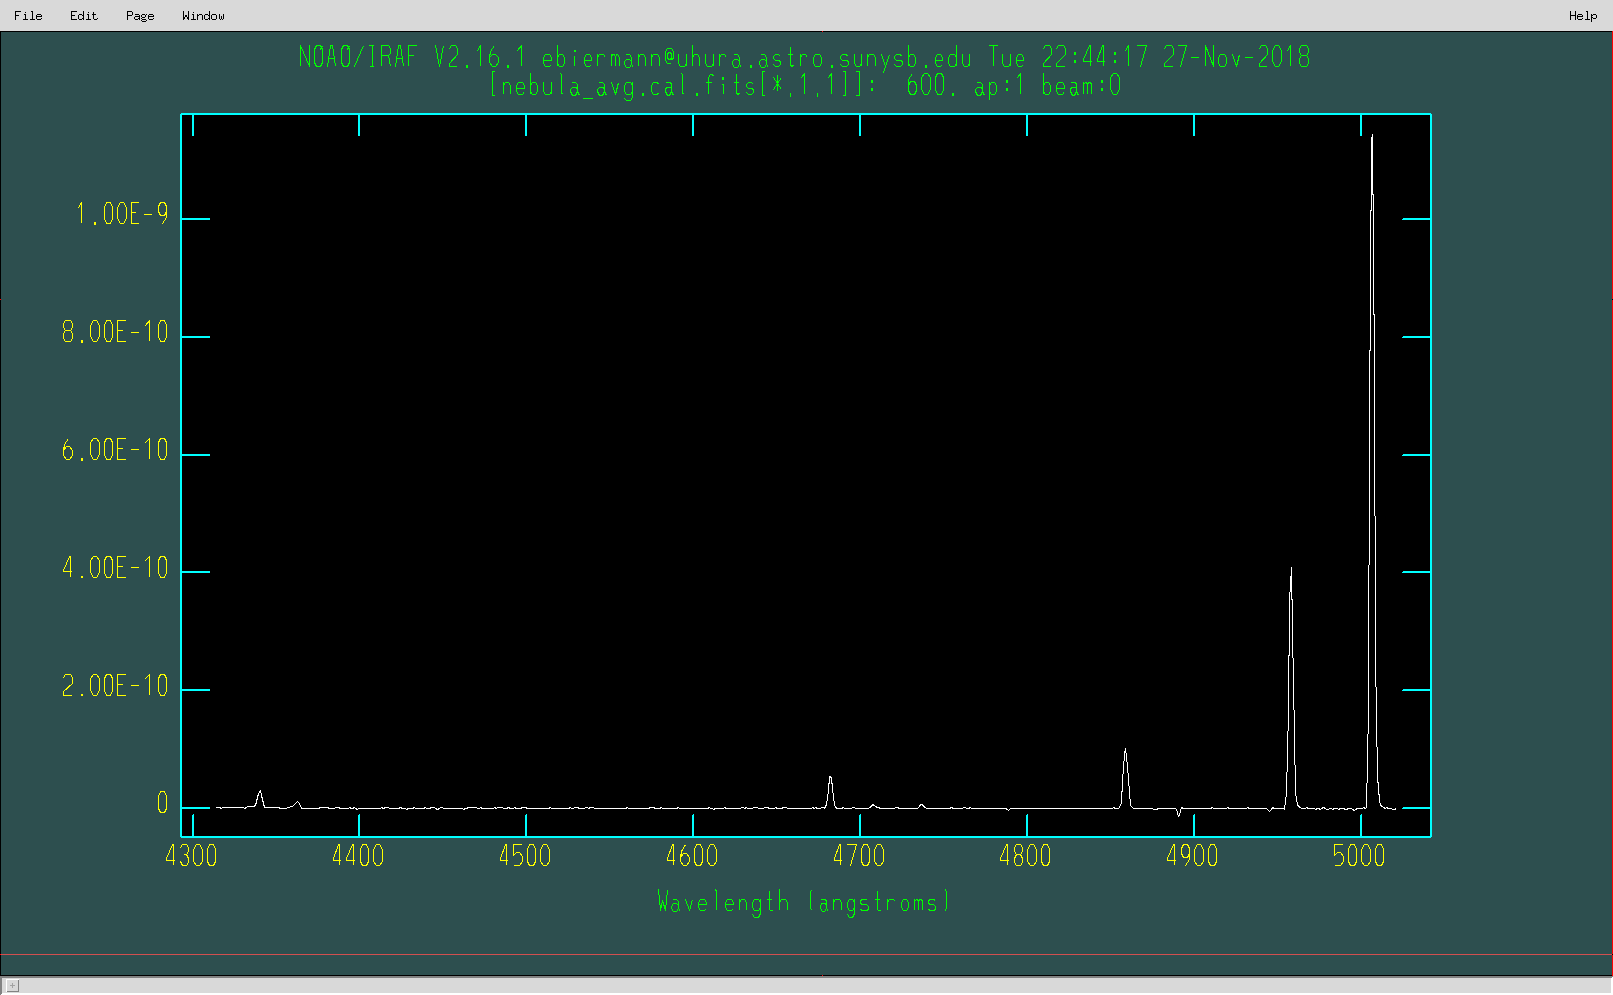 File Edit Page Window Help
NOAO/IRAF V2.16.1 ebiermann@uhura.astro.sunysb.edu Tue 22:44:17 27-Nov-2018
[nebula_avg.cal.fits[*,1,1]]: 600. ap:1 beam:0
1.00E-9
8.00E-10
6.00E-10
4.00E-10
2.00E-10
0
4300 4400 4500 4600 4700 4800 4900 5000
Wavelength (angstroms)